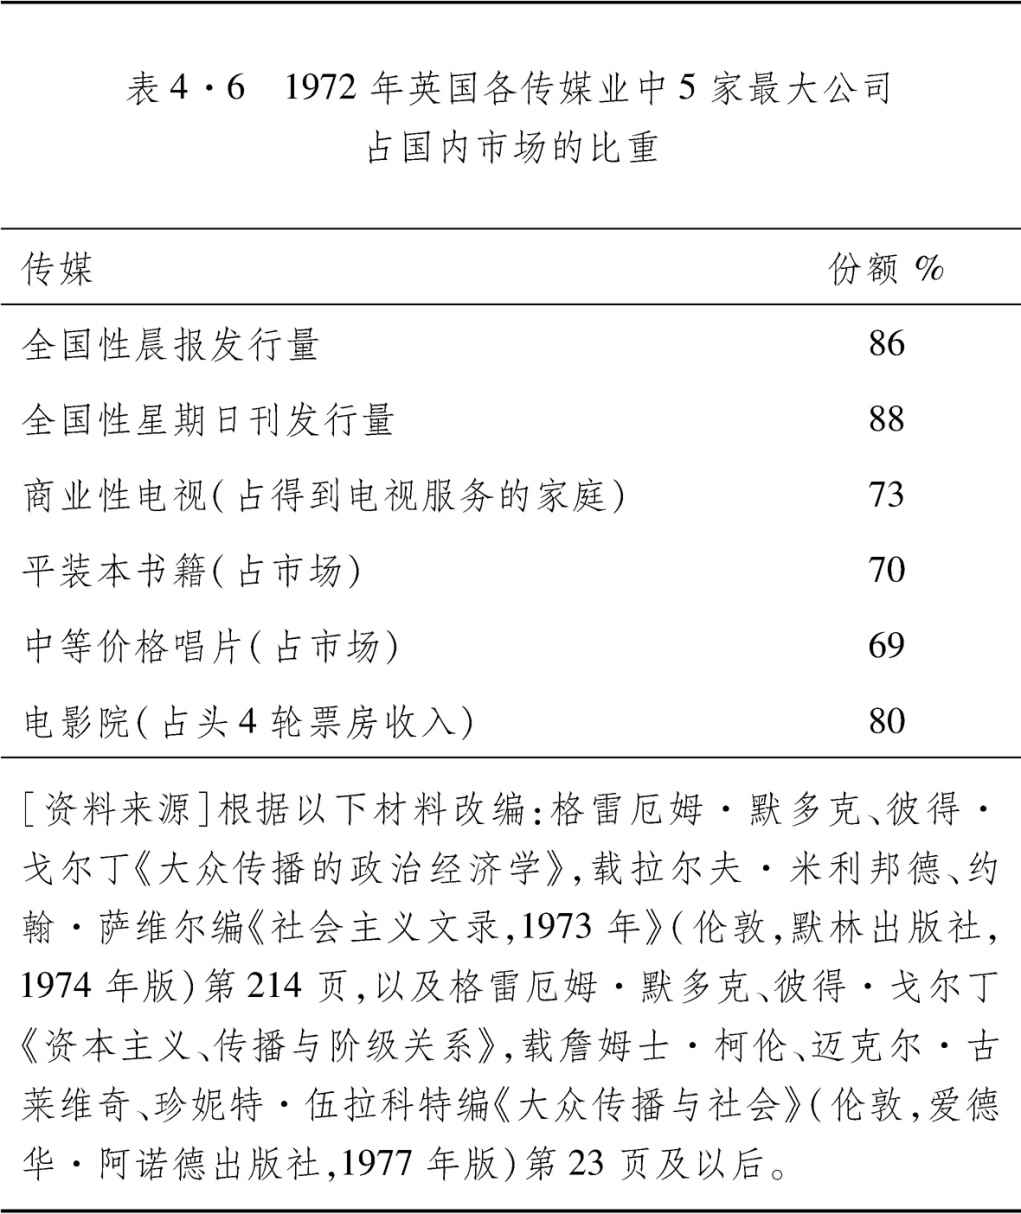 表4·6 1972年英国各传媒业中5家最大公司
占国内市场的比重
传媒 份额%
全国性晨报发行量 86
全国性星期日刊发行量 88
商业性电视(占得到电视服务的家庭) 73
平装本书籍(占市场) 70
中等价格唱片(占市场) 69
电影院(占头4轮票房收入) 80
[资料来源]根据以下材料改编:格雷厄姆·默多克、彼得·
戈尔丁《大众传播的政治经济学》,载拉尔夫·米利邦德、约
翰·萨维尔编《社会主义文录,1973年》(伦敦,默林出版社,
1974年版)第214页,以及格雷厄姆·默多克、彼得·戈尔丁
《资本主义、传播与阶级关系》,载詹姆士·柯伦、迈克尔·古
莱维奇、珍妮特·伍拉科特编《大众传播与社会》(伦敦,爱德
华·阿诺德出版社,1977年版)第23页及以后。